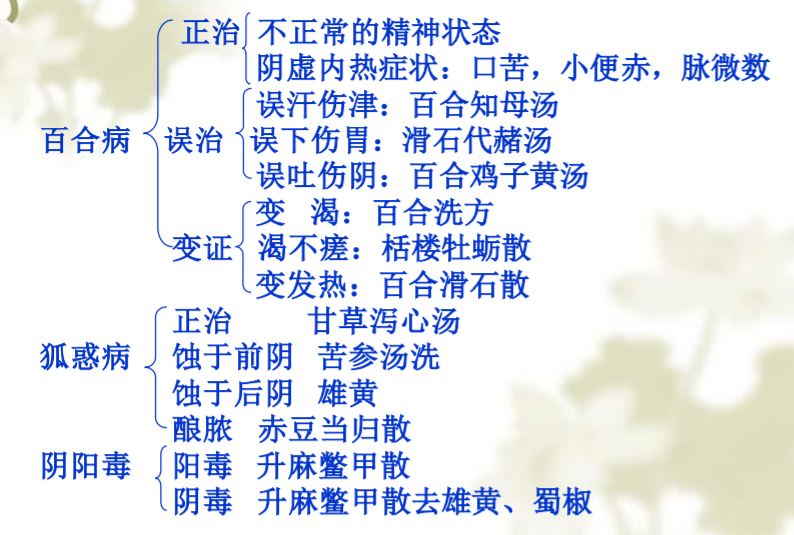 正治 不正常的精神状态
阴虚内热症状：口苦，小便赤，脉微数
误汗伤津：百合知母汤
百合病 误治 误下伤胃：滑石代赭汤
误吐伤阴：百合鸡子黄汤
变 渴：百合洗方
变证 渴不瘥：栝楼牡蛎散
变发热：百合滑石散
正治 甘草泻心汤
狐惑病 蚀于前阴 苦参汤洗
蚀于后阴 雄黄
酿脓 赤豆当归散
阴阳毒 阳毒 升麻鳖甲散
阴毒 升麻鳖甲散去雄黄、蜀椒